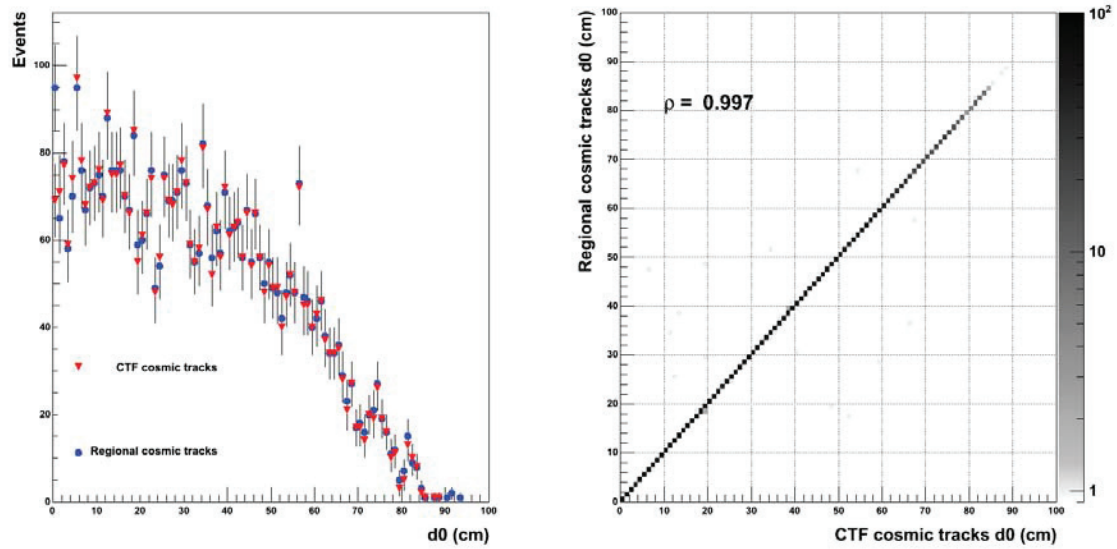 Events
100
80
60
40
20
0
CTF cosmic tracks
Regional cosmic tracks
0 10 20 30 40 50 60 70 80 90 100
d0 (cm)
Regional cosmic tracks d0 (cm)
100
90
80
70
60
50
40
30
20
10
0
ρ = 0.997
0 10 20 30 40 50 60 70 80 90 100
CTF cosmic tracks d0 (cm)
10²
10
1